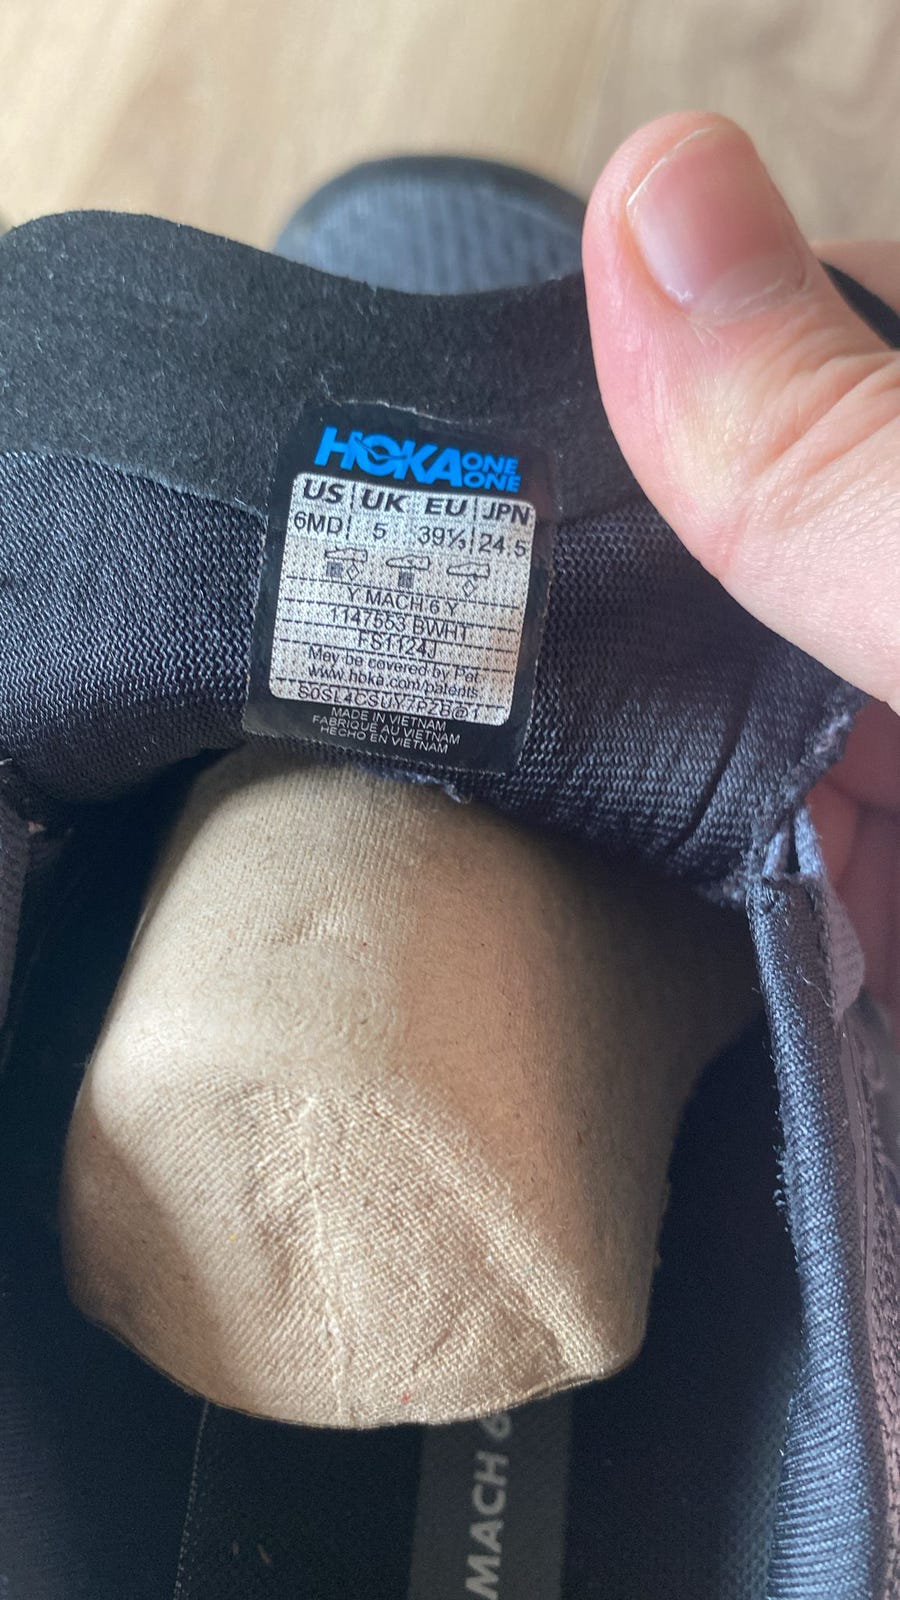 HOKA ONE ONE
US UK EU JPN
6MD 5 39⅓ 24.5
Y MACH 6 Y
1147553 BWHT
FS1124J
May be covered by Pat
www.hoka.com/patents
MADE IN VIETNAM
FABRIQUE AU VIETNAM
HECHO EN VIETNAM
MACH 6